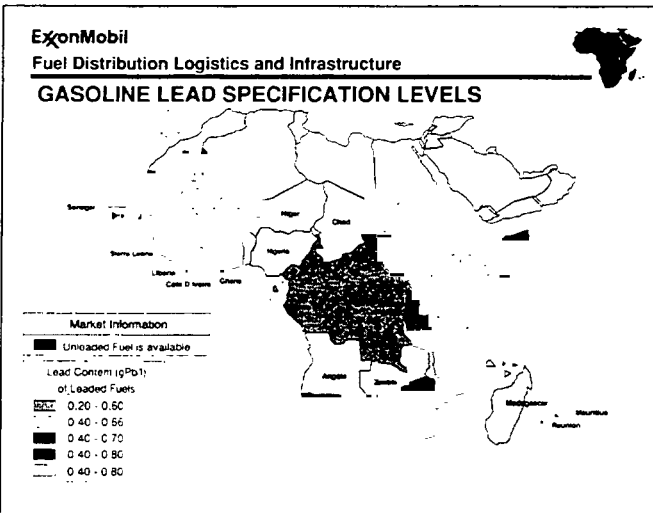 ExxonMobil
Fuel Distribution Logistics and Infrastructure
GASOLINE LEAD SPECIFICATION LEVELS
Senegal
Niger
Chad
Nigeria
Sierra Leone
Liberia
Cote D'Ivoire
Ghana
Market Information
Unleaded Fuel is available
Lead Content (gPb1)
of Leaded Fuels
0.20 - 0.60
0.40 - 0.66
0.40 - 0.70
0.40 - 0.80
0.40 - 0.80
Angola
Zambia
Madagascar
Mauritius
Reunion